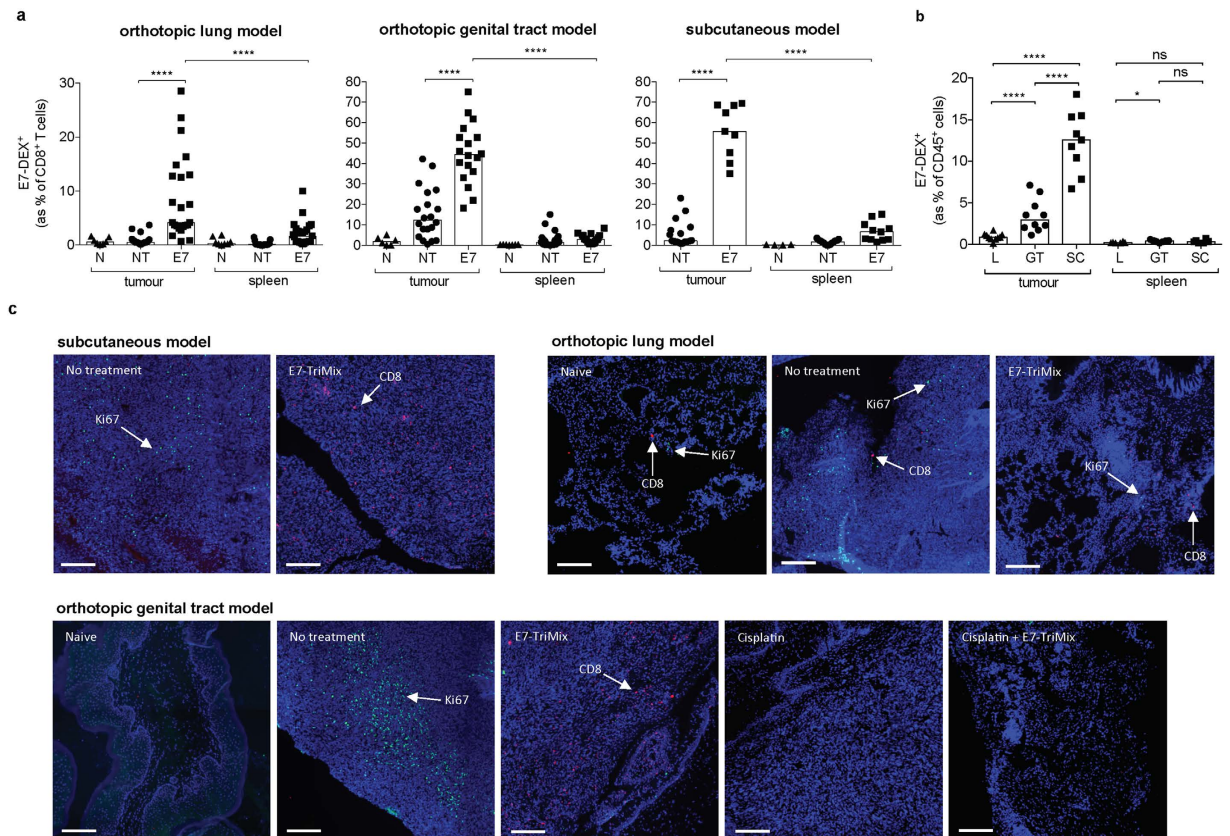 a
b
orthotopic lung model
orthotopic genital tract model
subcutaneous model
E7-DEX⁺
(as % of CD8⁺ T cells)
30
20
10
5
0
****
****
N NT E7 N NT E7
tumour spleen
80
70
60
50
40
30
20
10
0
****
****
N NT E7 N NT E7
tumour spleen
80
70
60
50
40
30
20
10
0
****
****
NT E7 N NT E7
tumour spleen
E7-DEX⁺
(as % of CD45⁺ cells)
20
15
10
5
0
****
****
****
ns
ns
*
L GT SC L GT SC
tumour spleen
c
subcutaneous model
No treatment
Ki67
E7-TriMix
CD8
orthotopic lung model
Naive
CD8
Ki67
No treatment
Ki67
CD8
E7-TriMix
Ki67
CD8
orthotopic genital tract model
Naive
No treatment
Ki67
E7-TriMix
CD8
Cisplatin
Cisplatin + E7-TriMix